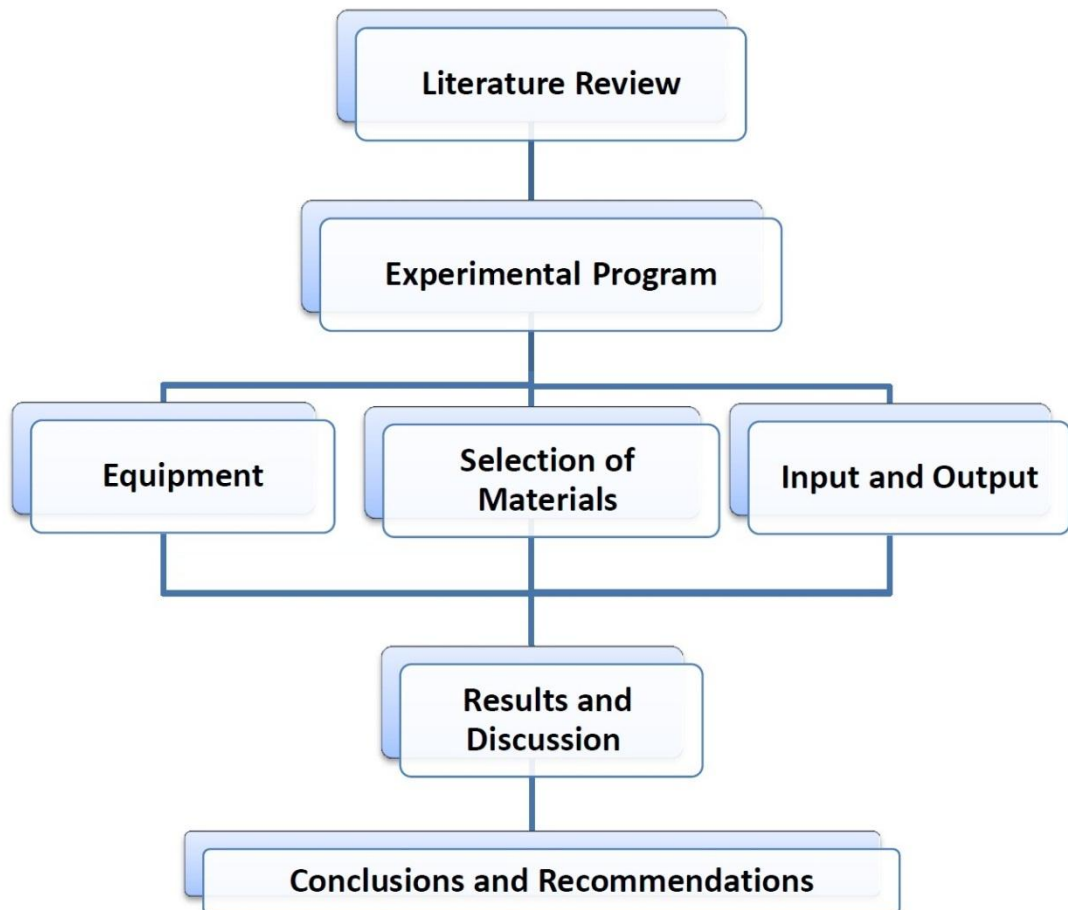 Literature Review
Experimental Program
Equipment
Selection of
Materials
Input and Output
Results and
Discussion
Conclusions and Recommendations